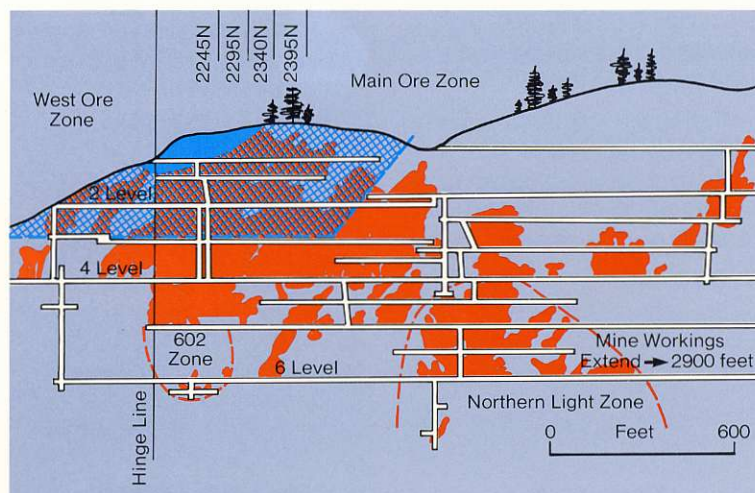 2245N
2295N
2340N
2395N
West Ore
Zone
Main Ore Zone
2 Level
4 Level
602
Zone
6 Level
Mine Workings
Extend → 2900 feet
Northern Light Zone
Hinge Line
0 Feet 600